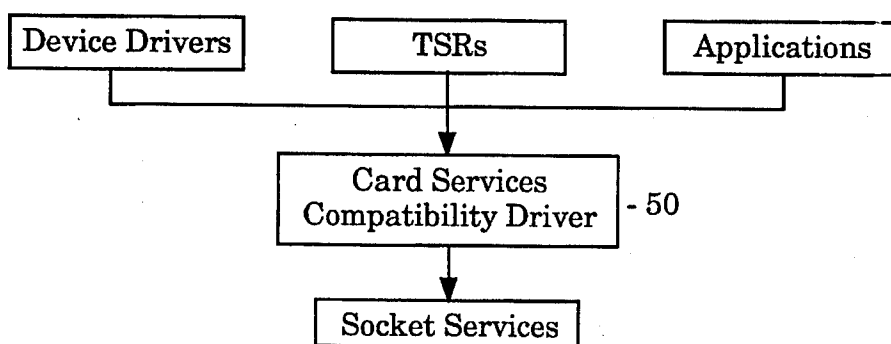 Device Drivers
TSRs
Applications
Card Services
Compatibility Driver
- 50
Socket Services